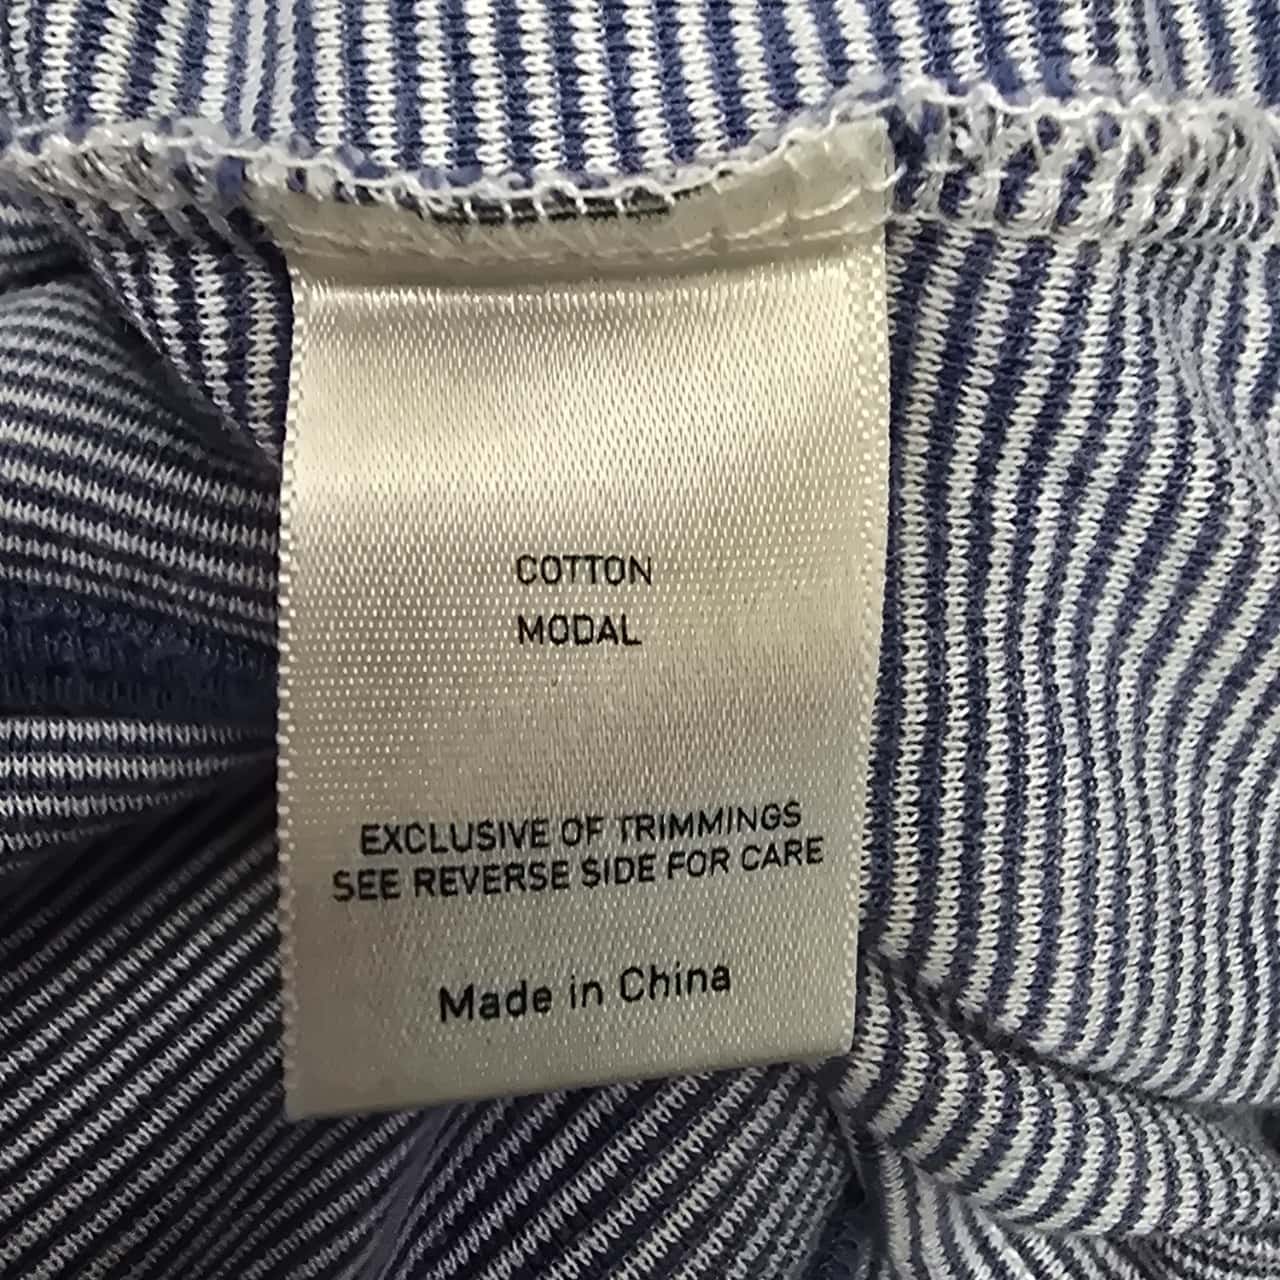 COTTON
MODAL
EXCLUSIVE OF TRIMMINGS
SEE REVERSE SIDE FOR CARE
Made in China